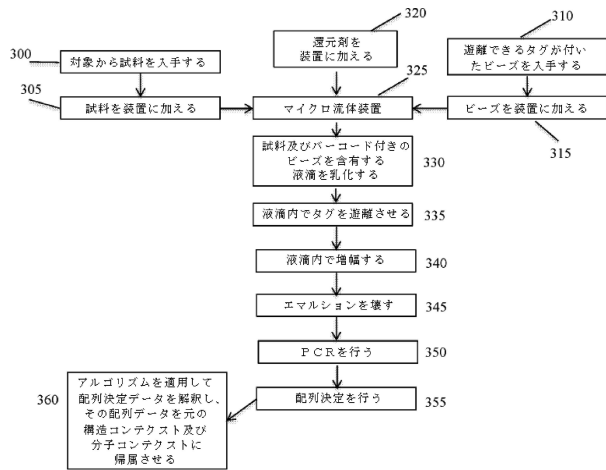 300
対象から試料を入手する
305
試料を装置に加える
320
還元剤を
装置に加える
325
マイクロ流体装置
310
遊離できるタグが付い
たビーズを入手する
ビーズを装置に加える
315
試料及びバーコード付きの
ビーズを含有する
液滴を乳化する
330
液滴内でタグを遊離させる
335
液滴内で増幅する
340
エマルションを壊す
345
PCRを行う
350
配列決定を行う
355
360
アルゴリズムを適用して
配列決定データを解釈し、
その配列データを元の
構造コンテクスト及び
分子コンテクストに
帰属させる